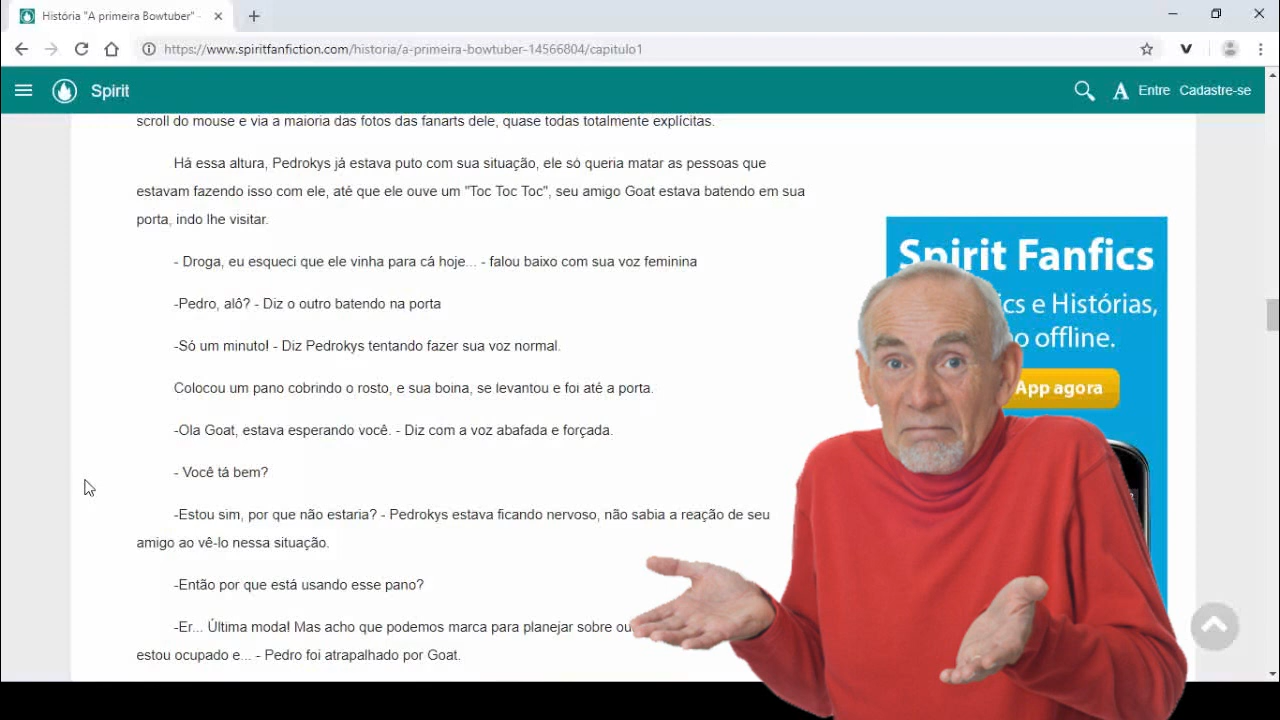 História "A primeira Bowtuber" -
https://www.spiritfanfiction.com/historia/a-primeira-bowtuber-14566804/capitulo1
Spirit
A Entre Cadastre-se
scroll do mouse e via a maioria das fotos das fanarts dele, quase todas totalmente explícitas.
Há essa altura, Pedrokys já estava puto com sua situação, ele só queria matar as pessoas que
estavam fazendo isso com ele, até que ele ouve um "Toc Toc Toc", seu amigo Goat estava batendo em sua
porta, indo lhe visitar.
- Droga, eu esqueci que ele vinha para cá hoje... - falou baixo com sua voz feminina
-Pedro, alô? - Diz o outro batendo na porta
-Só um minuto! - Diz Pedrokys tentando fazer sua voz normal.
Colocou um pano cobrindo o rosto, e sua boina, se levantou e foi até a porta.
-Ola Goat, estava esperando você. - Diz com a voz abafada e forçada.
- Você tá bem?
-Estou sim, por que não estaria? - Pedrokys estava ficando nervoso, não sabia a reação de seu
amigo ao vê-lo nessa situação.
-Então por que está usando esse pano?
-Er... Última moda! Mas acho que podemos marca para planejar sobre
estou ocupado e... - Pedro foi atrapalhado por Goat.
Spirit Fanfics
e Histórias,
offline.
App agora